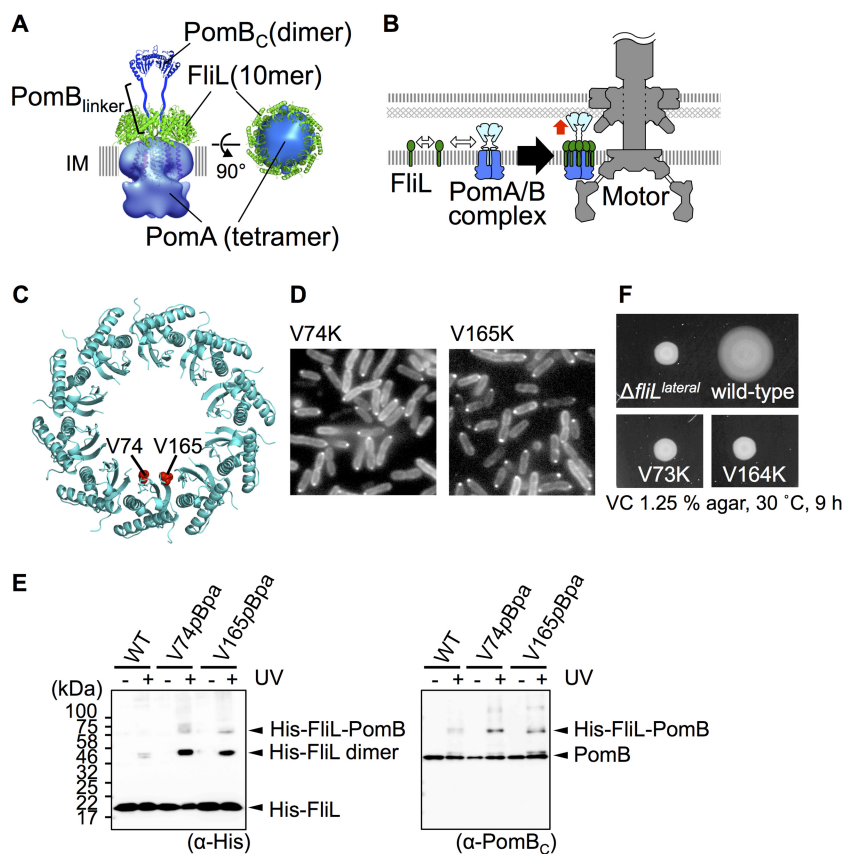 A
PomB_C(dimer)
FliL(10mer)
PomB_linker
IM
90°
PomA (tetramer)
B
FliL
PomA/B
complex
Motor
C
V74
V165
D
V74K
V165K
F
ΔfliL^lateral
wild-type
V73K
V164K
VC 1.25 % agar, 30 ˚C, 9 h
E
WT
V74pBpa
V165pBpa
- + - + - + UV
(kDa)
100
75
58
46
32
25
22
17
His-FliL-PomB
His-FliL dimer
His-FliL
(α-His)
WT
V74pBpa
V165pBpa
- + - + - + UV
His-FliL-PomB
PomB
(α-PomB_C)